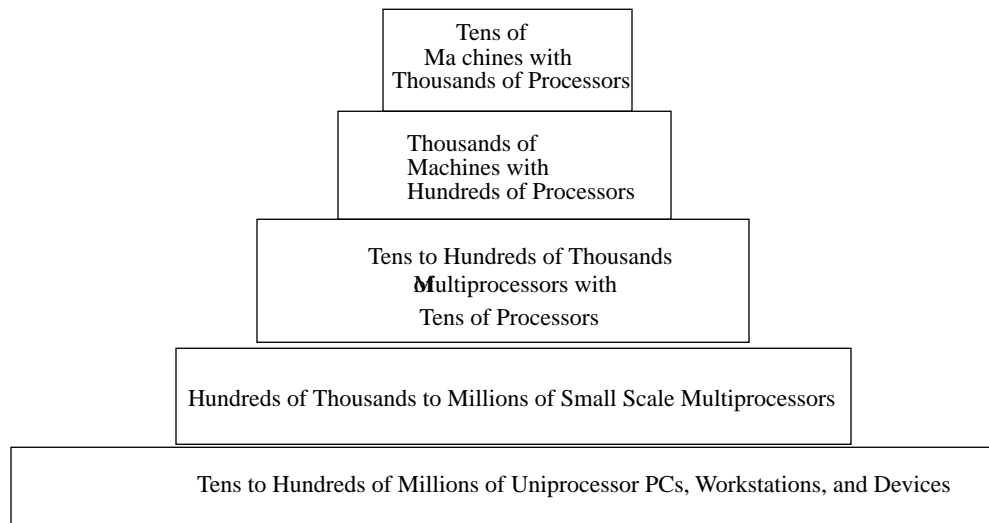 Tens of
Ma chines with
Thousands of Processors
Thousands of
Machines with
Hundreds of Processors
Tens to Hundreds of Thousands
of Multiprocessors with
Tens of Processors
Hundreds of Thousands to Millions of Small Scale Multiprocessors
Tens to Hundreds of Millions of Uniprocessor PCs, Workstations, and Devices